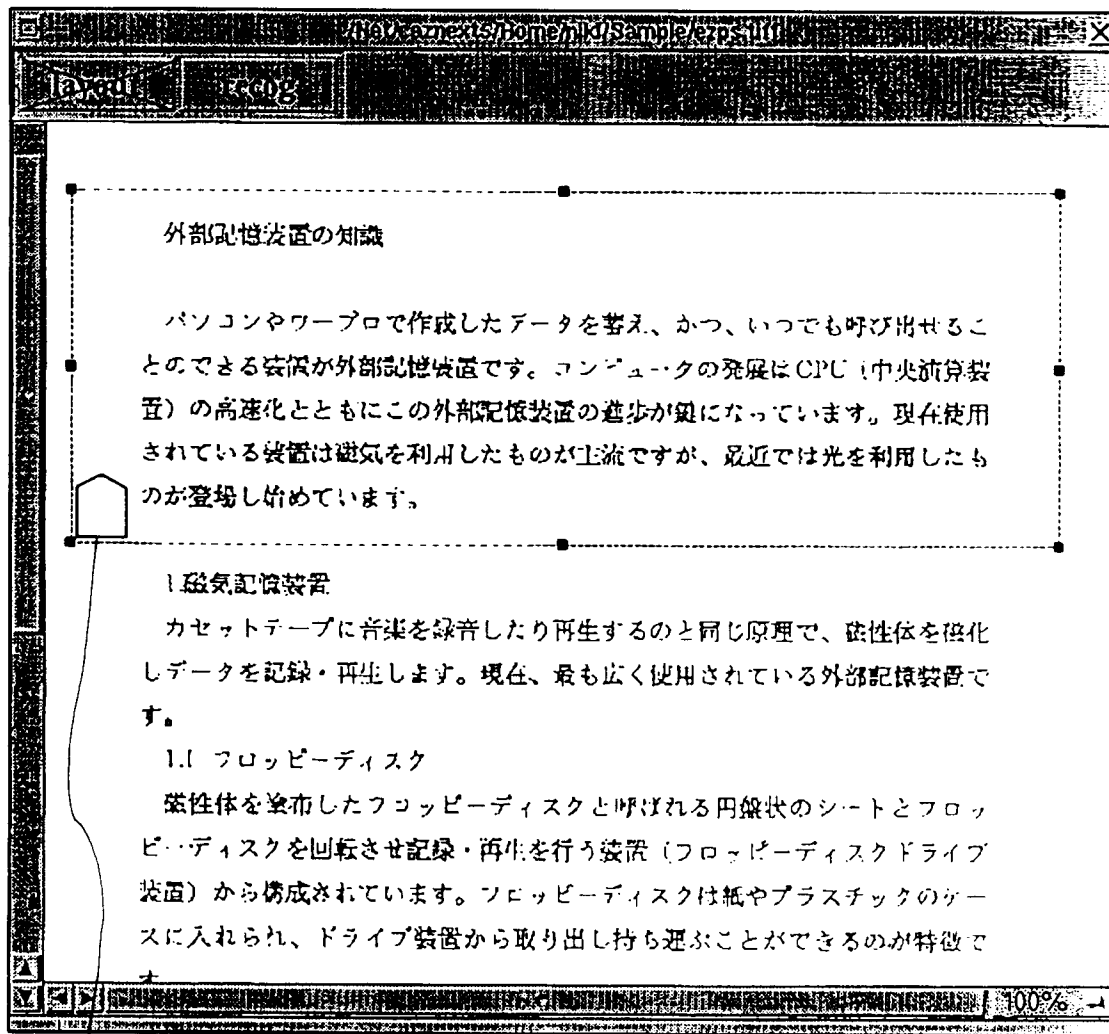 /Net/caznext5/Home/niki/Sample/ezps.tiff
layout recog
外部記憶装置の知識
パソコンやワープロで作成したデータを蓄え、かつ、いつでも呼び出せるこ
とのできる装置が外部記憶装置です。コンピュータの発展はCPU（中央演算装
置）の高速化とともにこの外部記憶装置の進歩が鍵になっています。現在使用
されている装置は磁気を利用したものが主流ですが、最近では光を利用したも
のが登場し始めています。
1.磁気記憶装置
カセットテープに音楽を録音したり再生するのと同じ原理で、磁性体を磁化
しデータを記録・再生します。現在、最も広く使用されている外部記憶装置で
す。
1.1 フロッピーディスク
磁性体を塗布したフロッピーディスクと呼ばれる円盤状のシートとフロッ
ピーディスクを回転させ記録・再生を行う装置（フロッピーディスクドライブ
装置）から構成されています。フロッピーディスクは紙やプラスチックのケー
スに入れられ、ドライブ装置から取り出し持ち運ぶことができるのが特徴で
100%